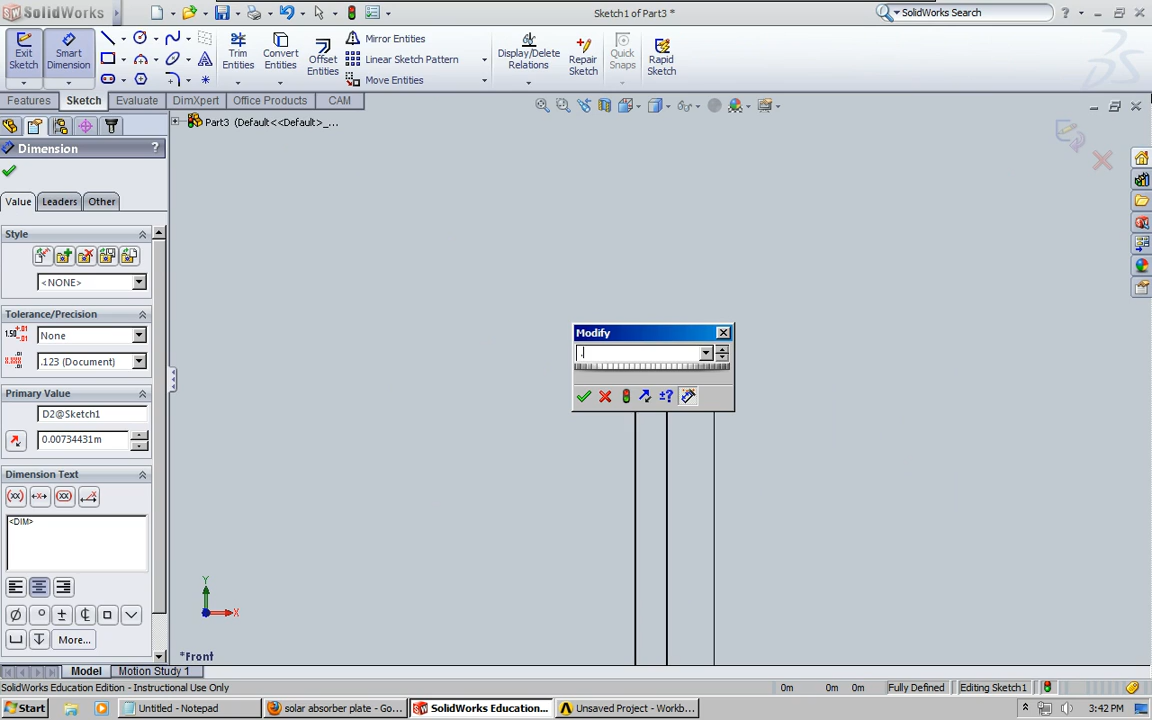 SolidWorks
Sketch1 of Part3 *
SolidWorks Search
?
Exit Sketch
Smart Dimension
Trim Entities
Convert Entities
Offset Entities
Mirror Entities
Linear Sketch Pattern
Move Entities
Display/Delete Relations
Repair Sketch
Quick Snaps
Rapid Sketch
Features
Sketch
Evaluate
DimXpert
Office Products
CAM
Part3 (Default<<Default>_...
Dimension
?
Value
Leaders
Other
Style
<NONE>
Tolerance/Precision
None
.123 (Document)
Primary Value
D2@Sketch1
0.00734431m
Dimension Text
<DIM>
More...
Modify
.
±?
Y
X
*Front
Model
Motion Study 1
SolidWorks Education Edition - Instructional Use Only
0m
0m
0m
Fully Defined
Editing Sketch1
Start
Untitled - Notepad
solar absorber plate - Go...
SolidWorks Education...
Unsaved Project - Workb...
3:42 PM